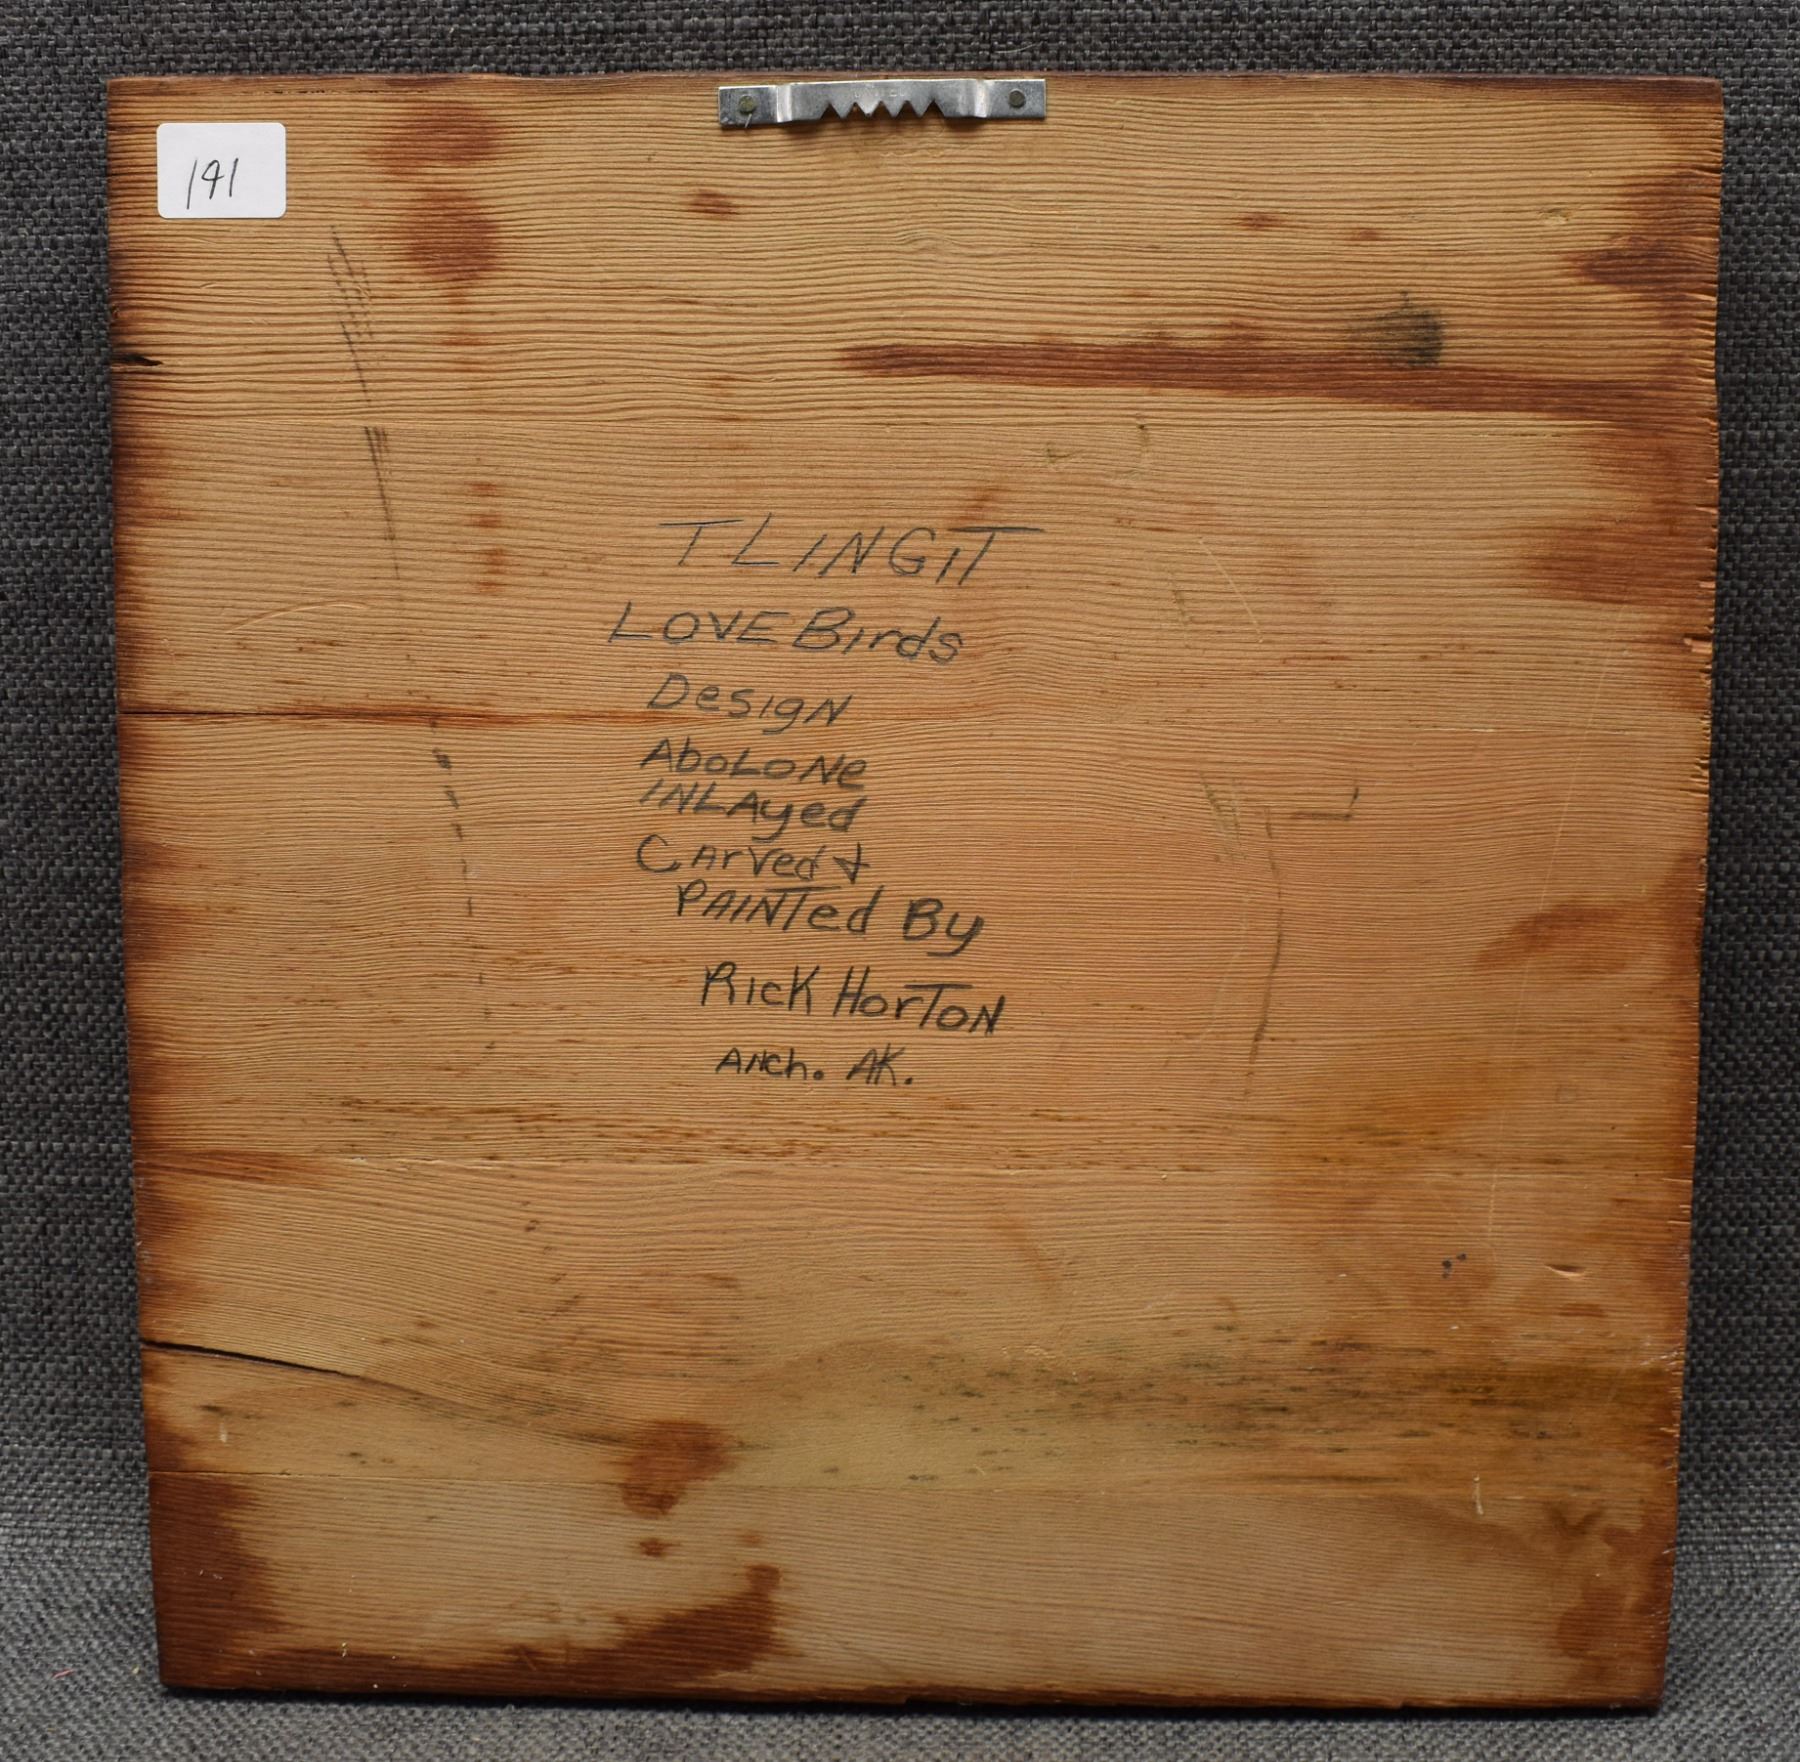 191
TLINGIT
LOVE Birds
Design
Abolone
INLAyed
Carved &
PAINTed By
Rick HorTon
Anch. AK.